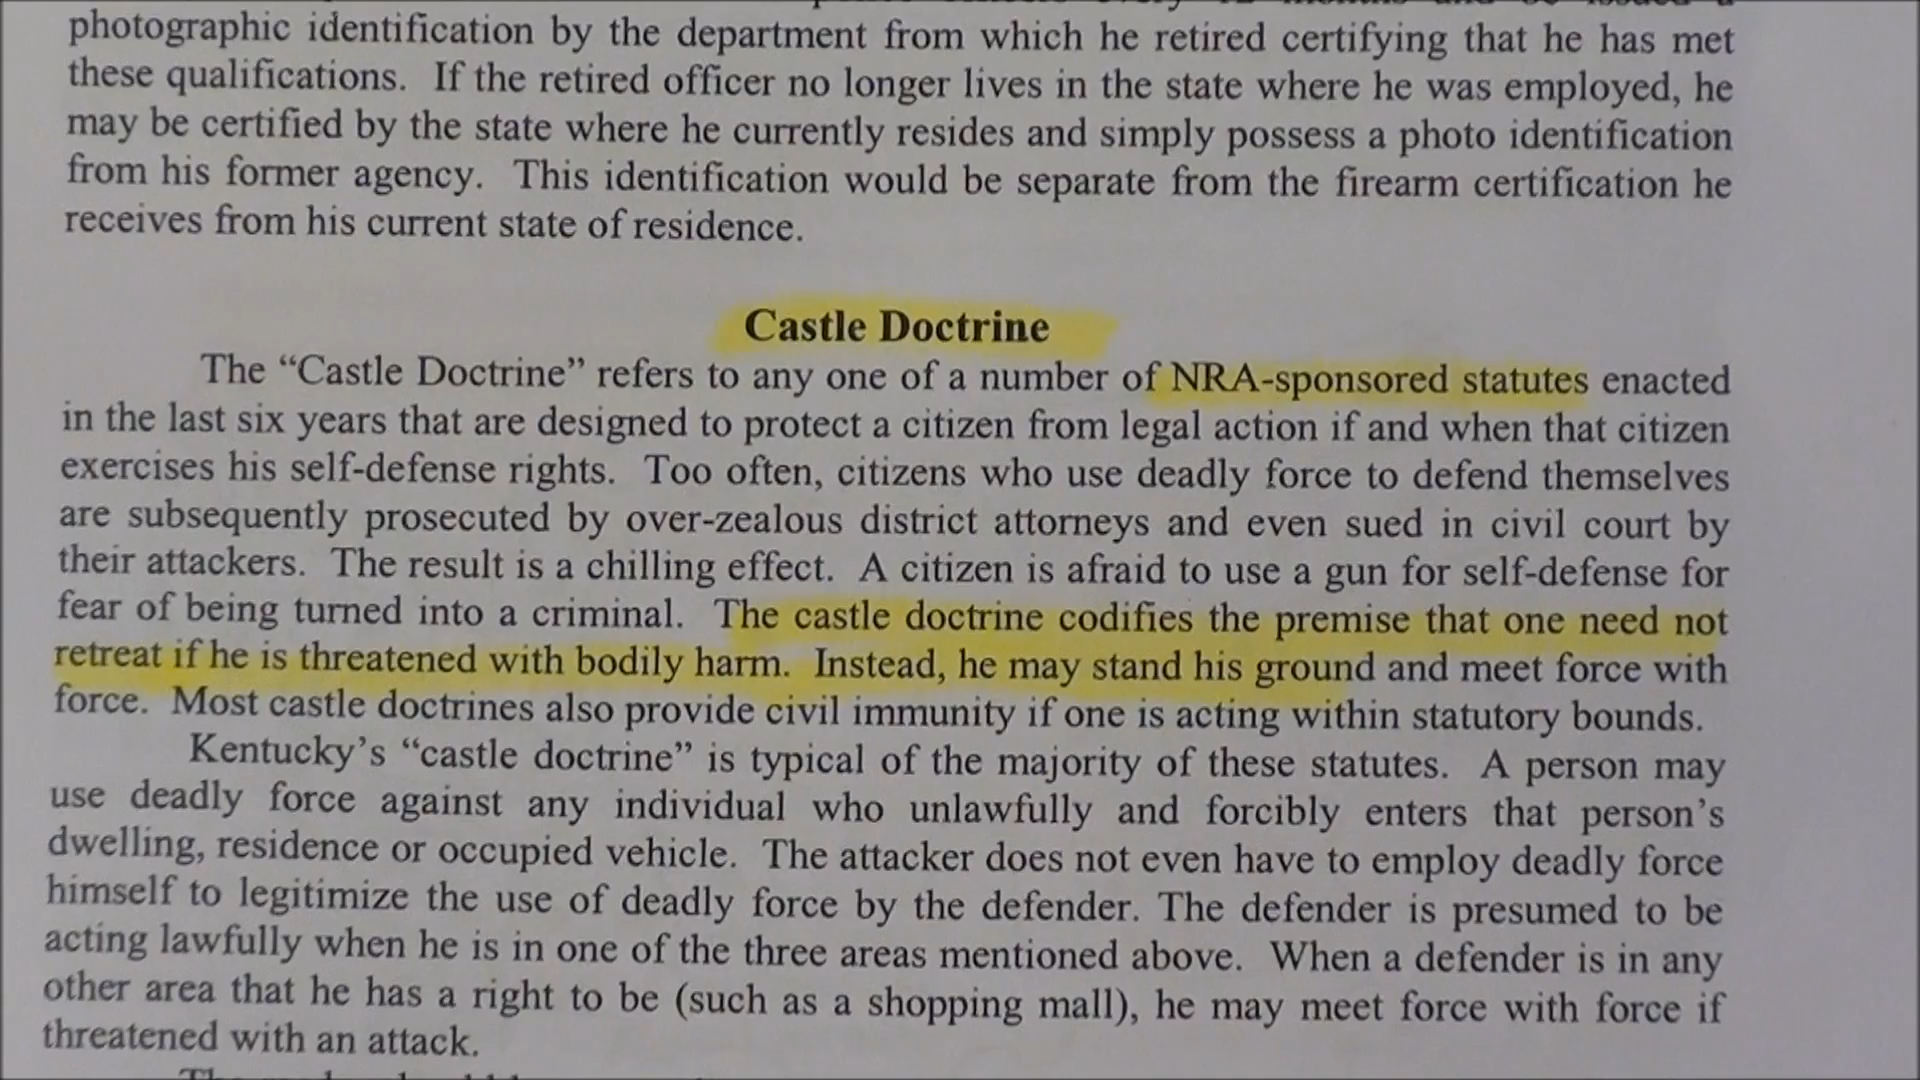 photographic identification by the department from which he retired certifying that he has met
these qualifications. If the retired officer no longer lives in the state where he was employed, he
may be certified by the state where he currently resides and simply possess a photo identification
from his former agency. This identification would be separate from the firearm certification he
receives from his current state of residence.
Castle Doctrine
The “Castle Doctrine” refers to any one of a number of NRA-sponsored statutes enacted
in the last six years that are designed to protect a citizen from legal action if and when that citizen
exercises his self-defense rights. Too often, citizens who use deadly force to defend themselves
are subsequently prosecuted by over-zealous district attorneys and even sued in civil court by
their attackers. The result is a chilling effect. A citizen is afraid to use a gun for self-defense for
fear of being turned into a criminal. The castle doctrine codifies the premise that one need not
retreat if he is threatened with bodily harm. Instead, he may stand his ground and meet force with
force. Most castle doctrines also provide civil immunity if one is acting within statutory bounds.
Kentucky’s “castle doctrine” is typical of the majority of these statutes. A person may
use deadly force against any individual who unlawfully and forcibly enters that person’s
dwelling, residence or occupied vehicle. The attacker does not even have to employ deadly force
himself to legitimize the use of deadly force by the defender. The defender is presumed to be
acting lawfully when he is in one of the three areas mentioned above. When a defender is in any
other area that he has a right to be (such as a shopping mall), he may meet force with force if
threatened with an attack.